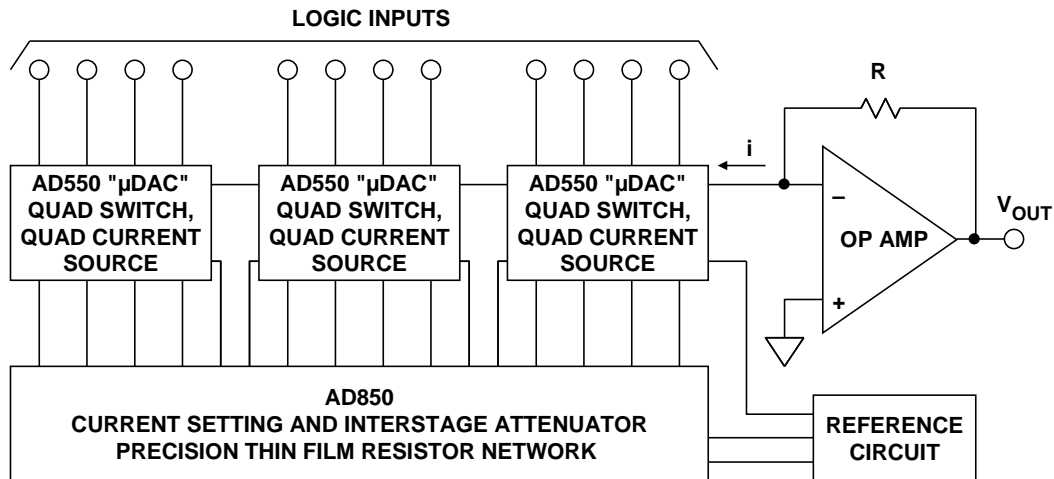 LOGIC INPUTS
R
i
AD550 "µDAC"
QUAD SWITCH,
QUAD CURRENT
SOURCE
AD550 "µDAC"
QUAD SWITCH,
QUAD CURRENT
SOURCE
AD550 "µDAC"
QUAD SWITCH,
QUAD CURRENT
SOURCE
–
OP AMP
+
VOUT
AD850
CURRENT SETTING AND INTERSTAGE ATTENUATOR
PRECISION THIN FILM RESISTOR NETWORK
REFERENCE
CIRCUIT